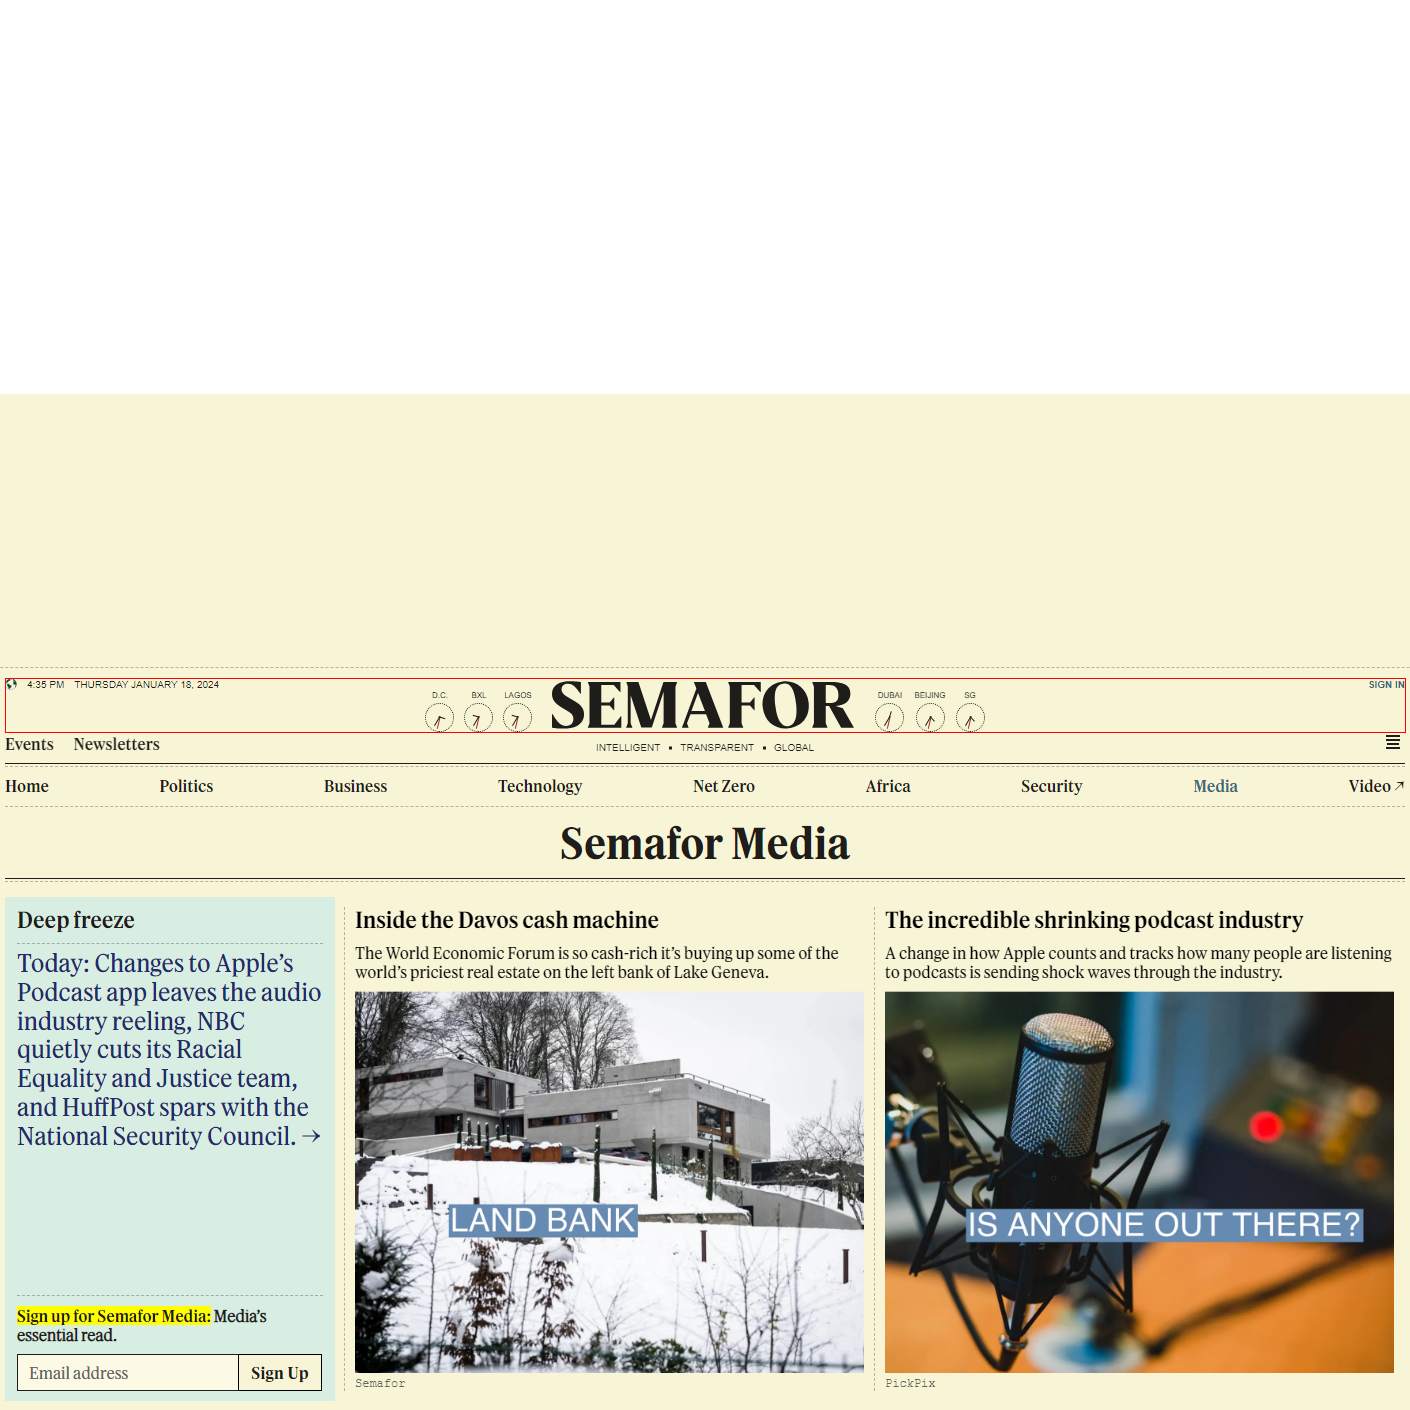 4:35 PM THURSDAY JANUARY 18, 2024
D.C. BXL LAGOS SEMAFOR DUBAI BEIJING SG
SIGN IN
Events Newsletters
INTELLIGENT ▪ TRANSPARENT ▪ GLOBAL
Home Politics Business Technology Net Zero Africa Security Media Video ↗
Semafor Media
Deep freeze
Today: Changes to Apple’s
Podcast app leaves the audio
industry reeling, NBC
quietly cuts its Racial
Equality and Justice team,
and HuffPost spars with the
National Security Council. →
Sign up for Semafor Media: Media’s
essential read.
Email address Sign Up
Inside the Davos cash machine
The World Economic Forum is so cash-rich it’s buying up some of the
world’s priciest real estate on the left bank of Lake Geneva.
LAND BANK
Semafor
The incredible shrinking podcast industry
A change in how Apple counts and tracks how many people are listening
to podcasts is sending shock waves through the industry.
IS ANYONE OUT THERE?
PickPix